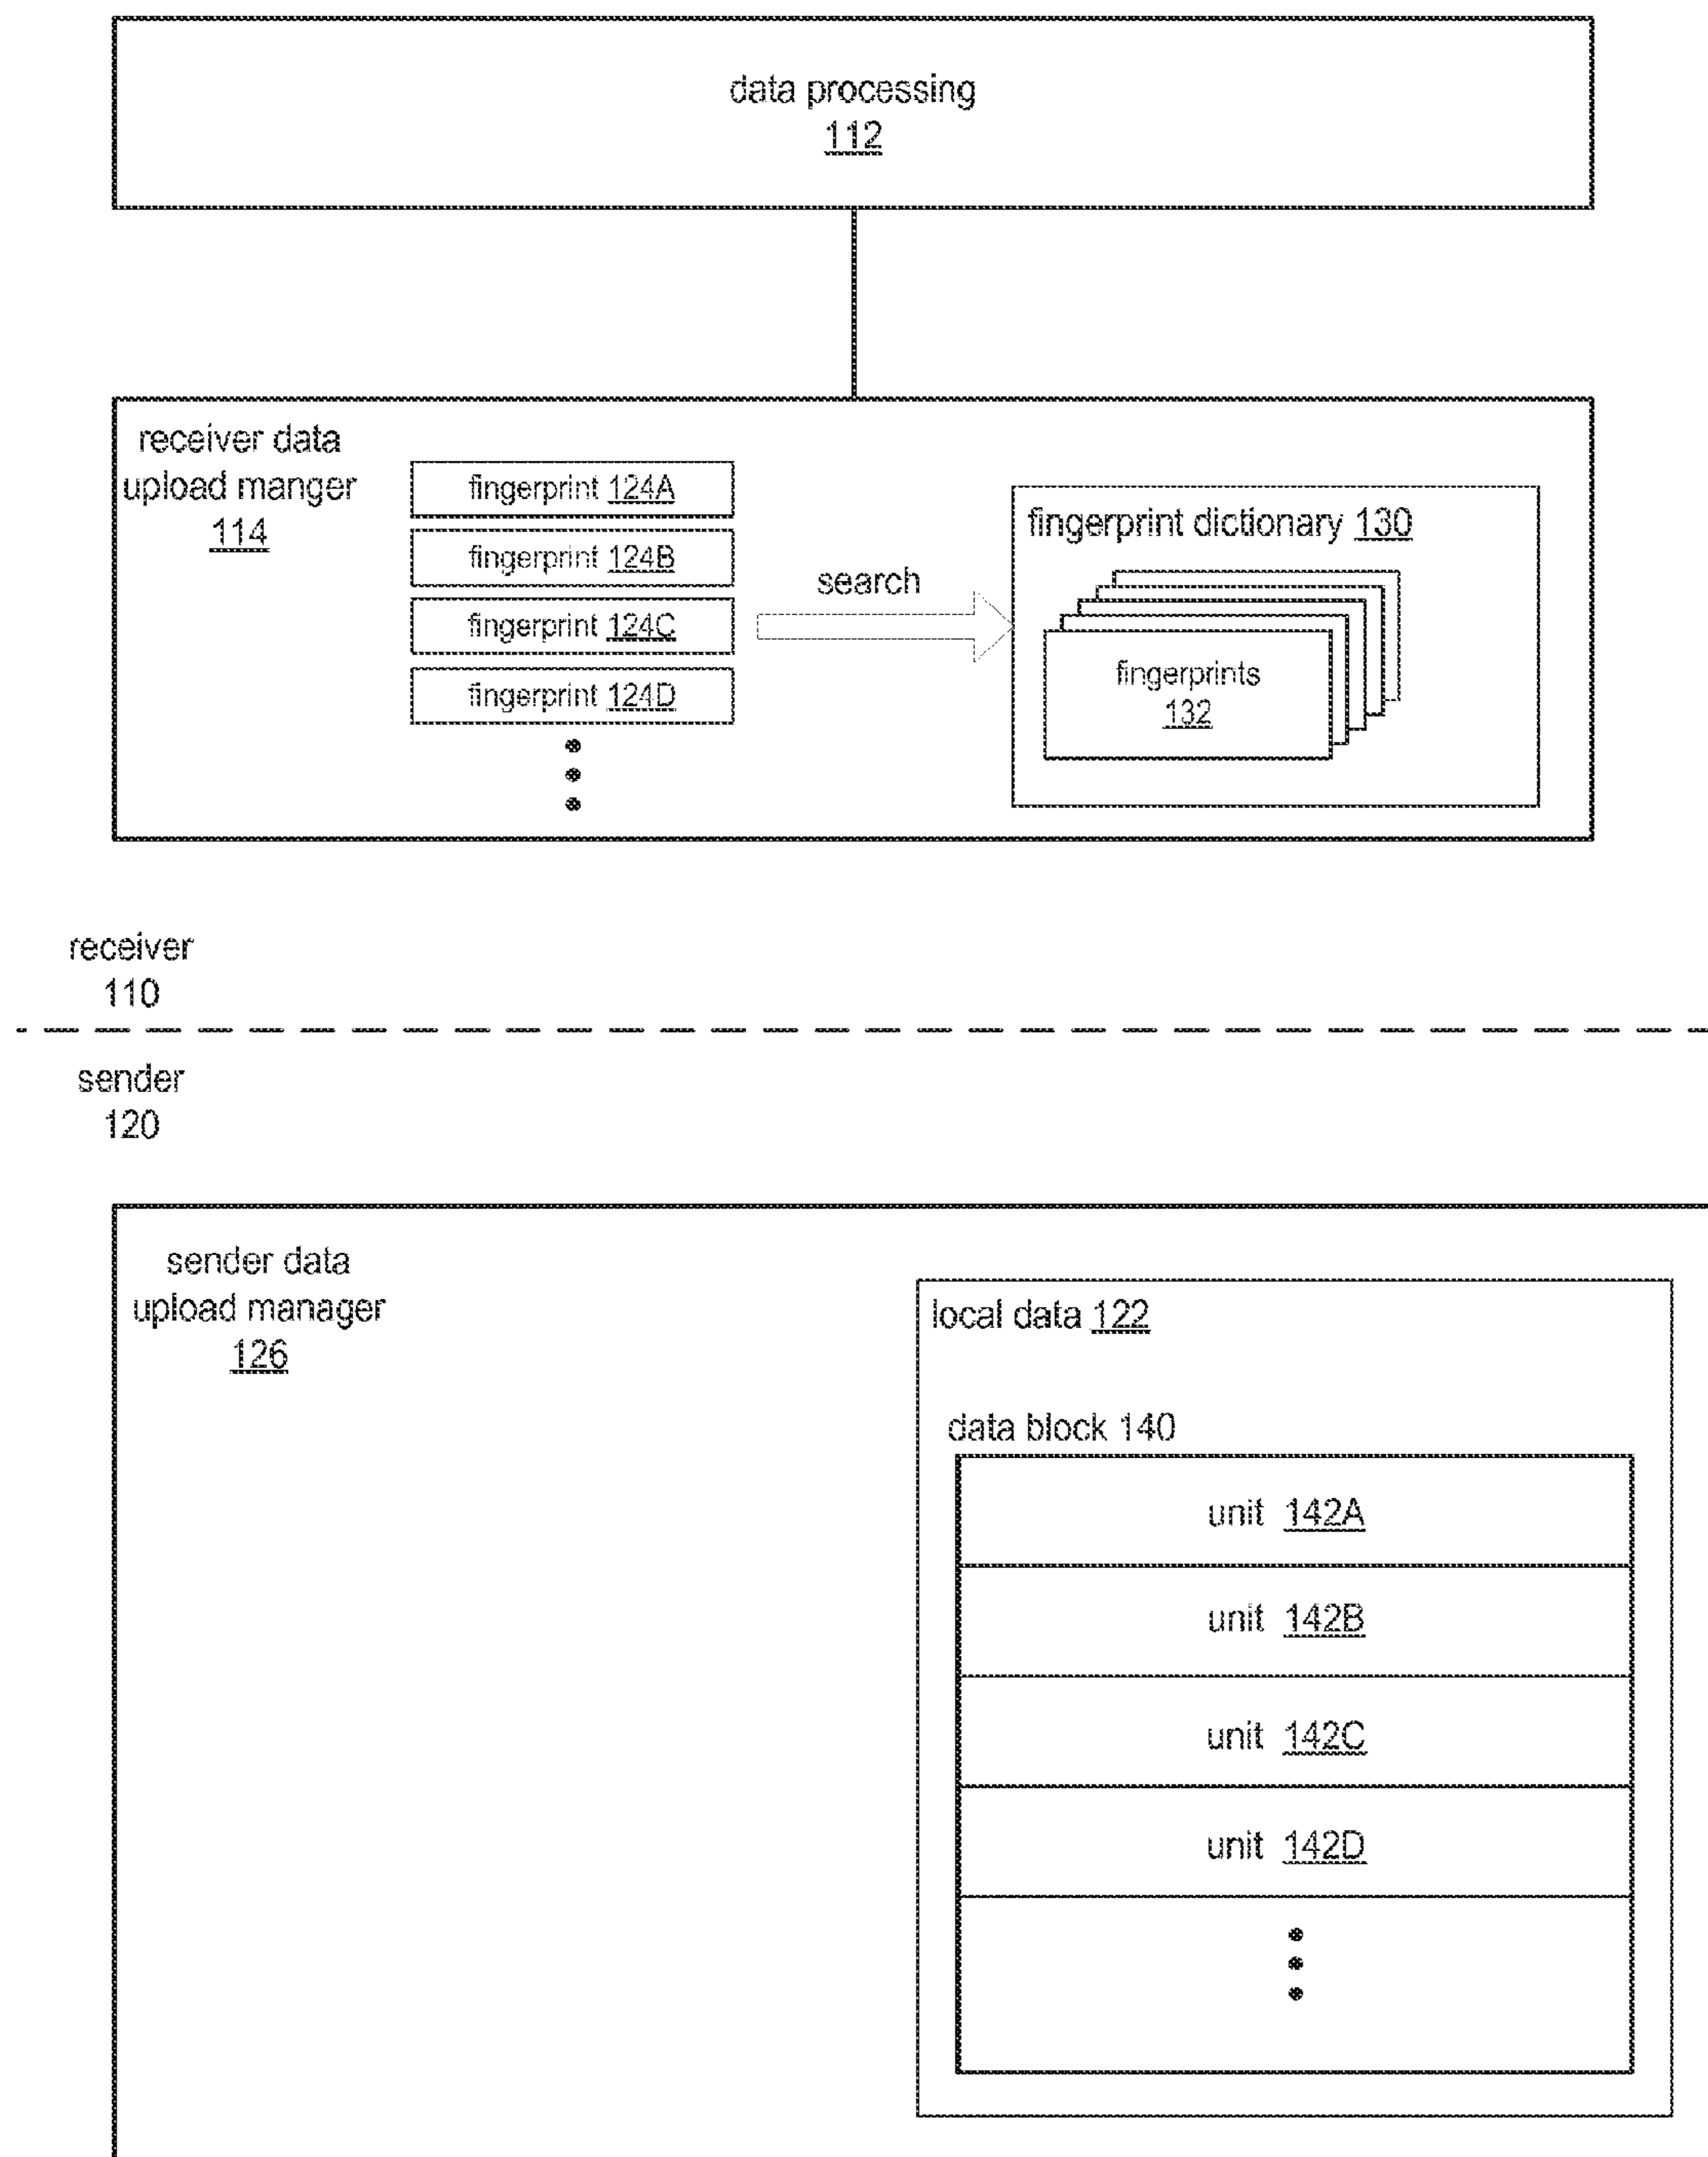 data processing
112
receiver data
upload manger
114
fingerprint 124A
fingerprint 124B
fingerprint 124C
fingerprint 124D
search
fingerprint dictionary 130
fingerprints
132
receiver
110
sender
120
sender data
upload manager
126
local data 122
data block 140
unit 142A
unit 142B
unit 142C
unit 142D